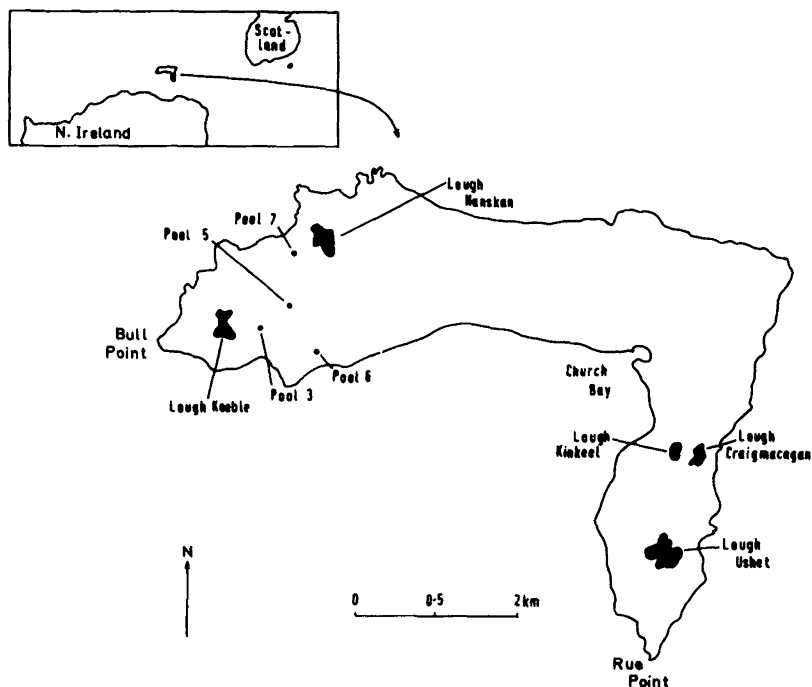 Scot-
land
N. Ireland
Lough
Nanskan
Pool 7
Pool 5
Bull
Point
Church
Bay
Pool 6
Pool 3
Lough Keeble
Lough
Kinkeel
Lough
Craigmacagan
Lough
Ushet
N
0 0·5 2km
Rue
Point